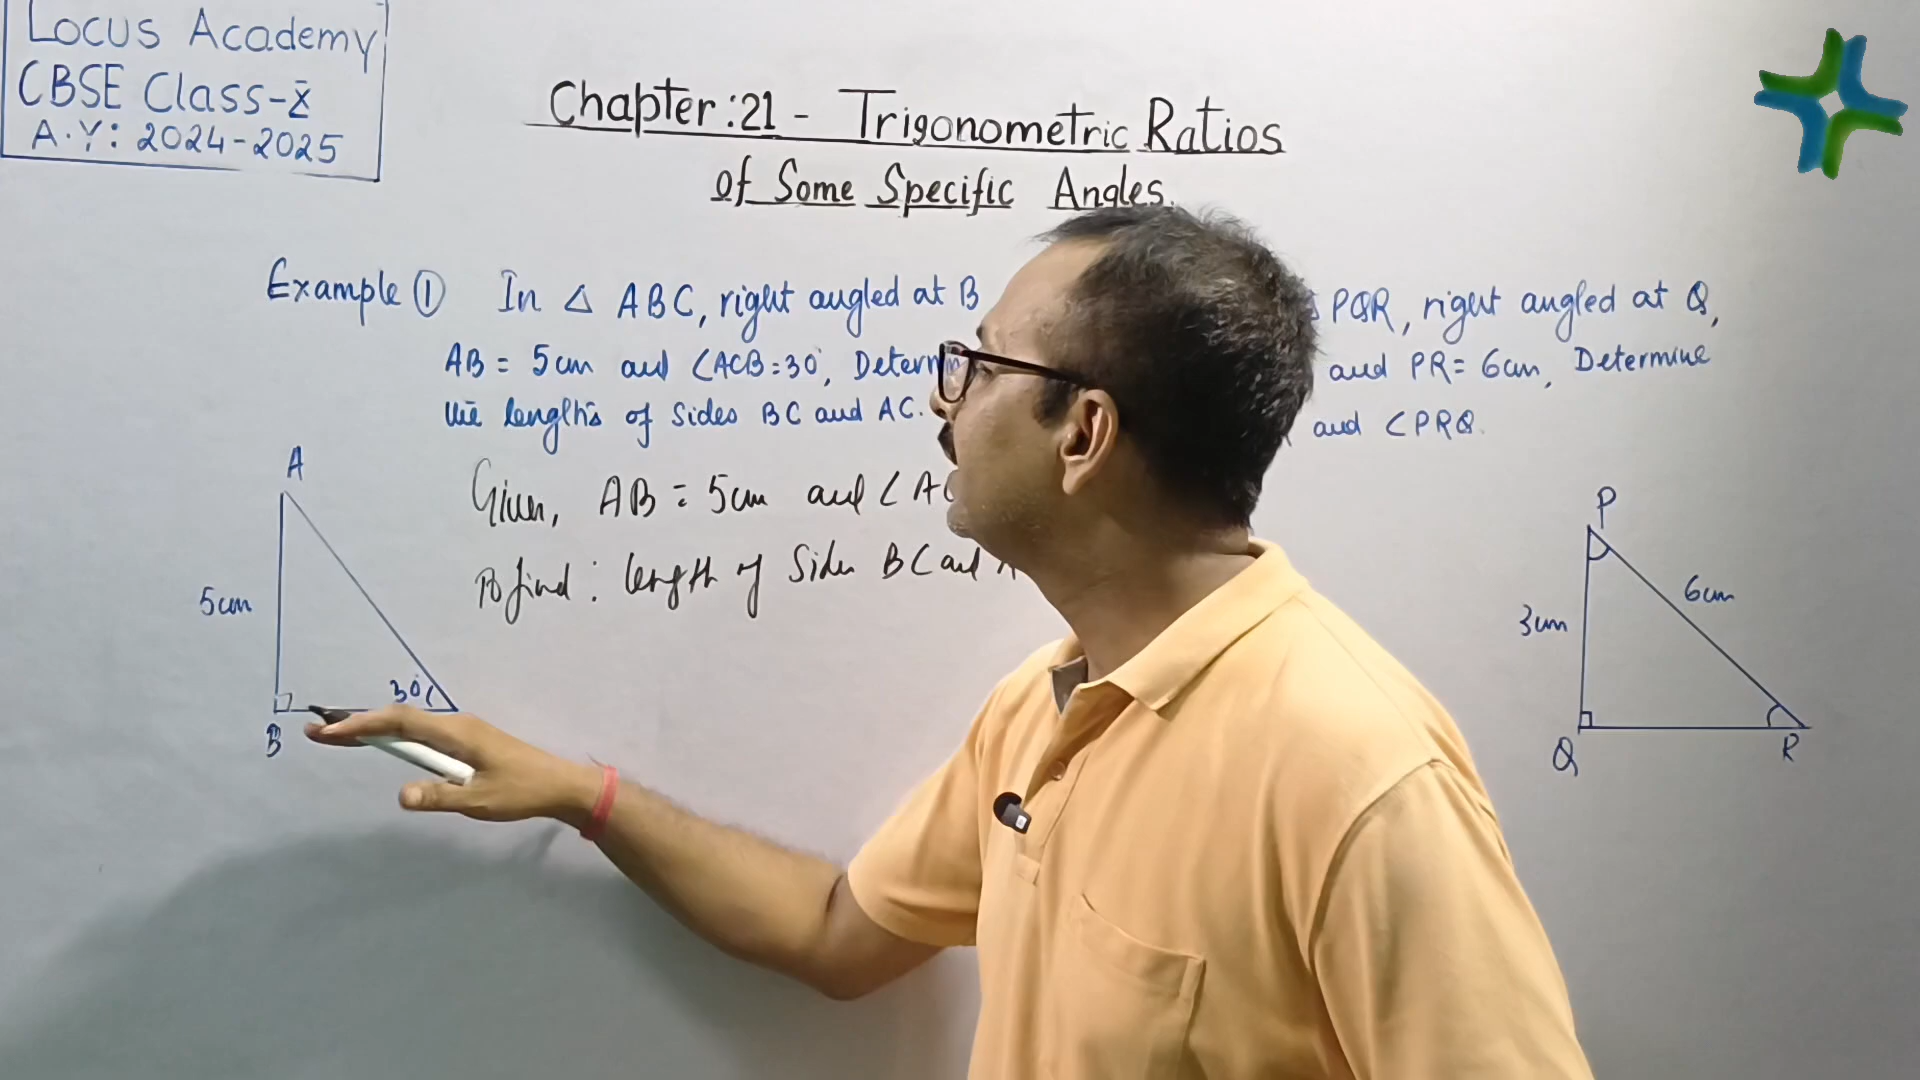 Locus Academy
CBSE Class-X
A.Y: 2024-2025
Chapter:21 - Trigonometric Ratios
of Some Specific Angles.
Example ① In △ ABC, right angled at B
AB = 5cm and ∠ACB=30°, Determin
the lengths of sides BC and AC.
PQR, right angled at Q,
and PR= 6cm, Determine
and ∠PRQ.
Given, AB = 5cm and ∠AC
To find : length of Sides BC and A
A
5cm
B
30°
P
3cm
6cm
Q
R